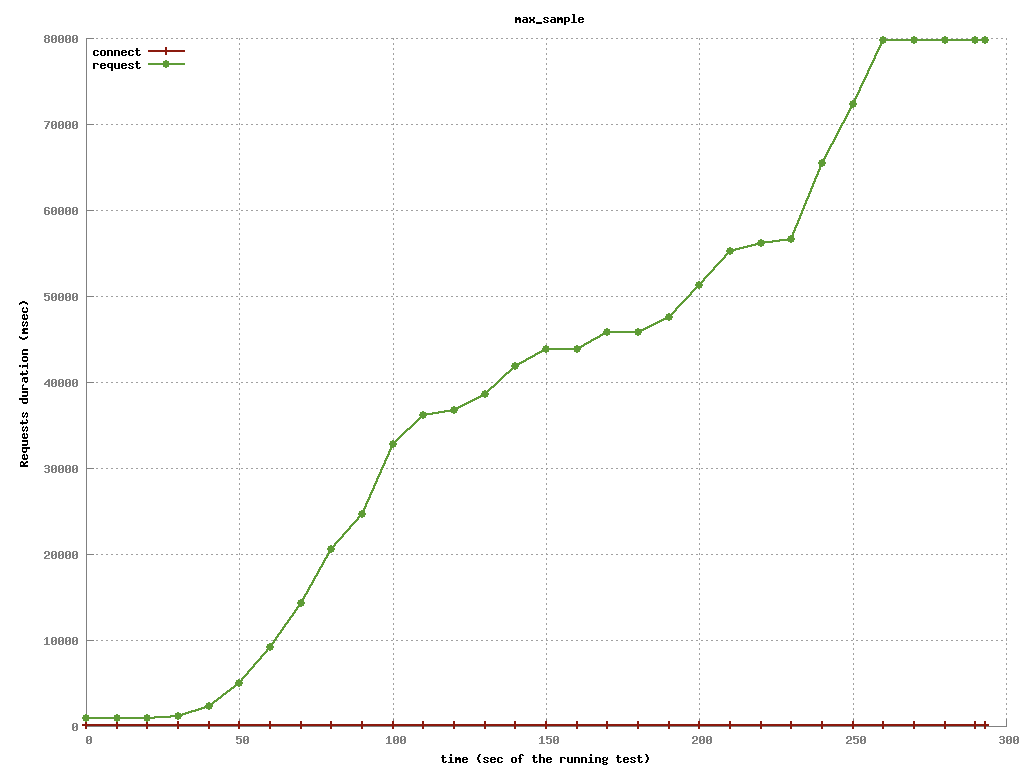 max_sample
connect
request
80000
70000
60000
50000
40000
30000
20000
10000
0
Requests duration (msec)
0 50 100 150 200 250 300
time (sec of the running test)